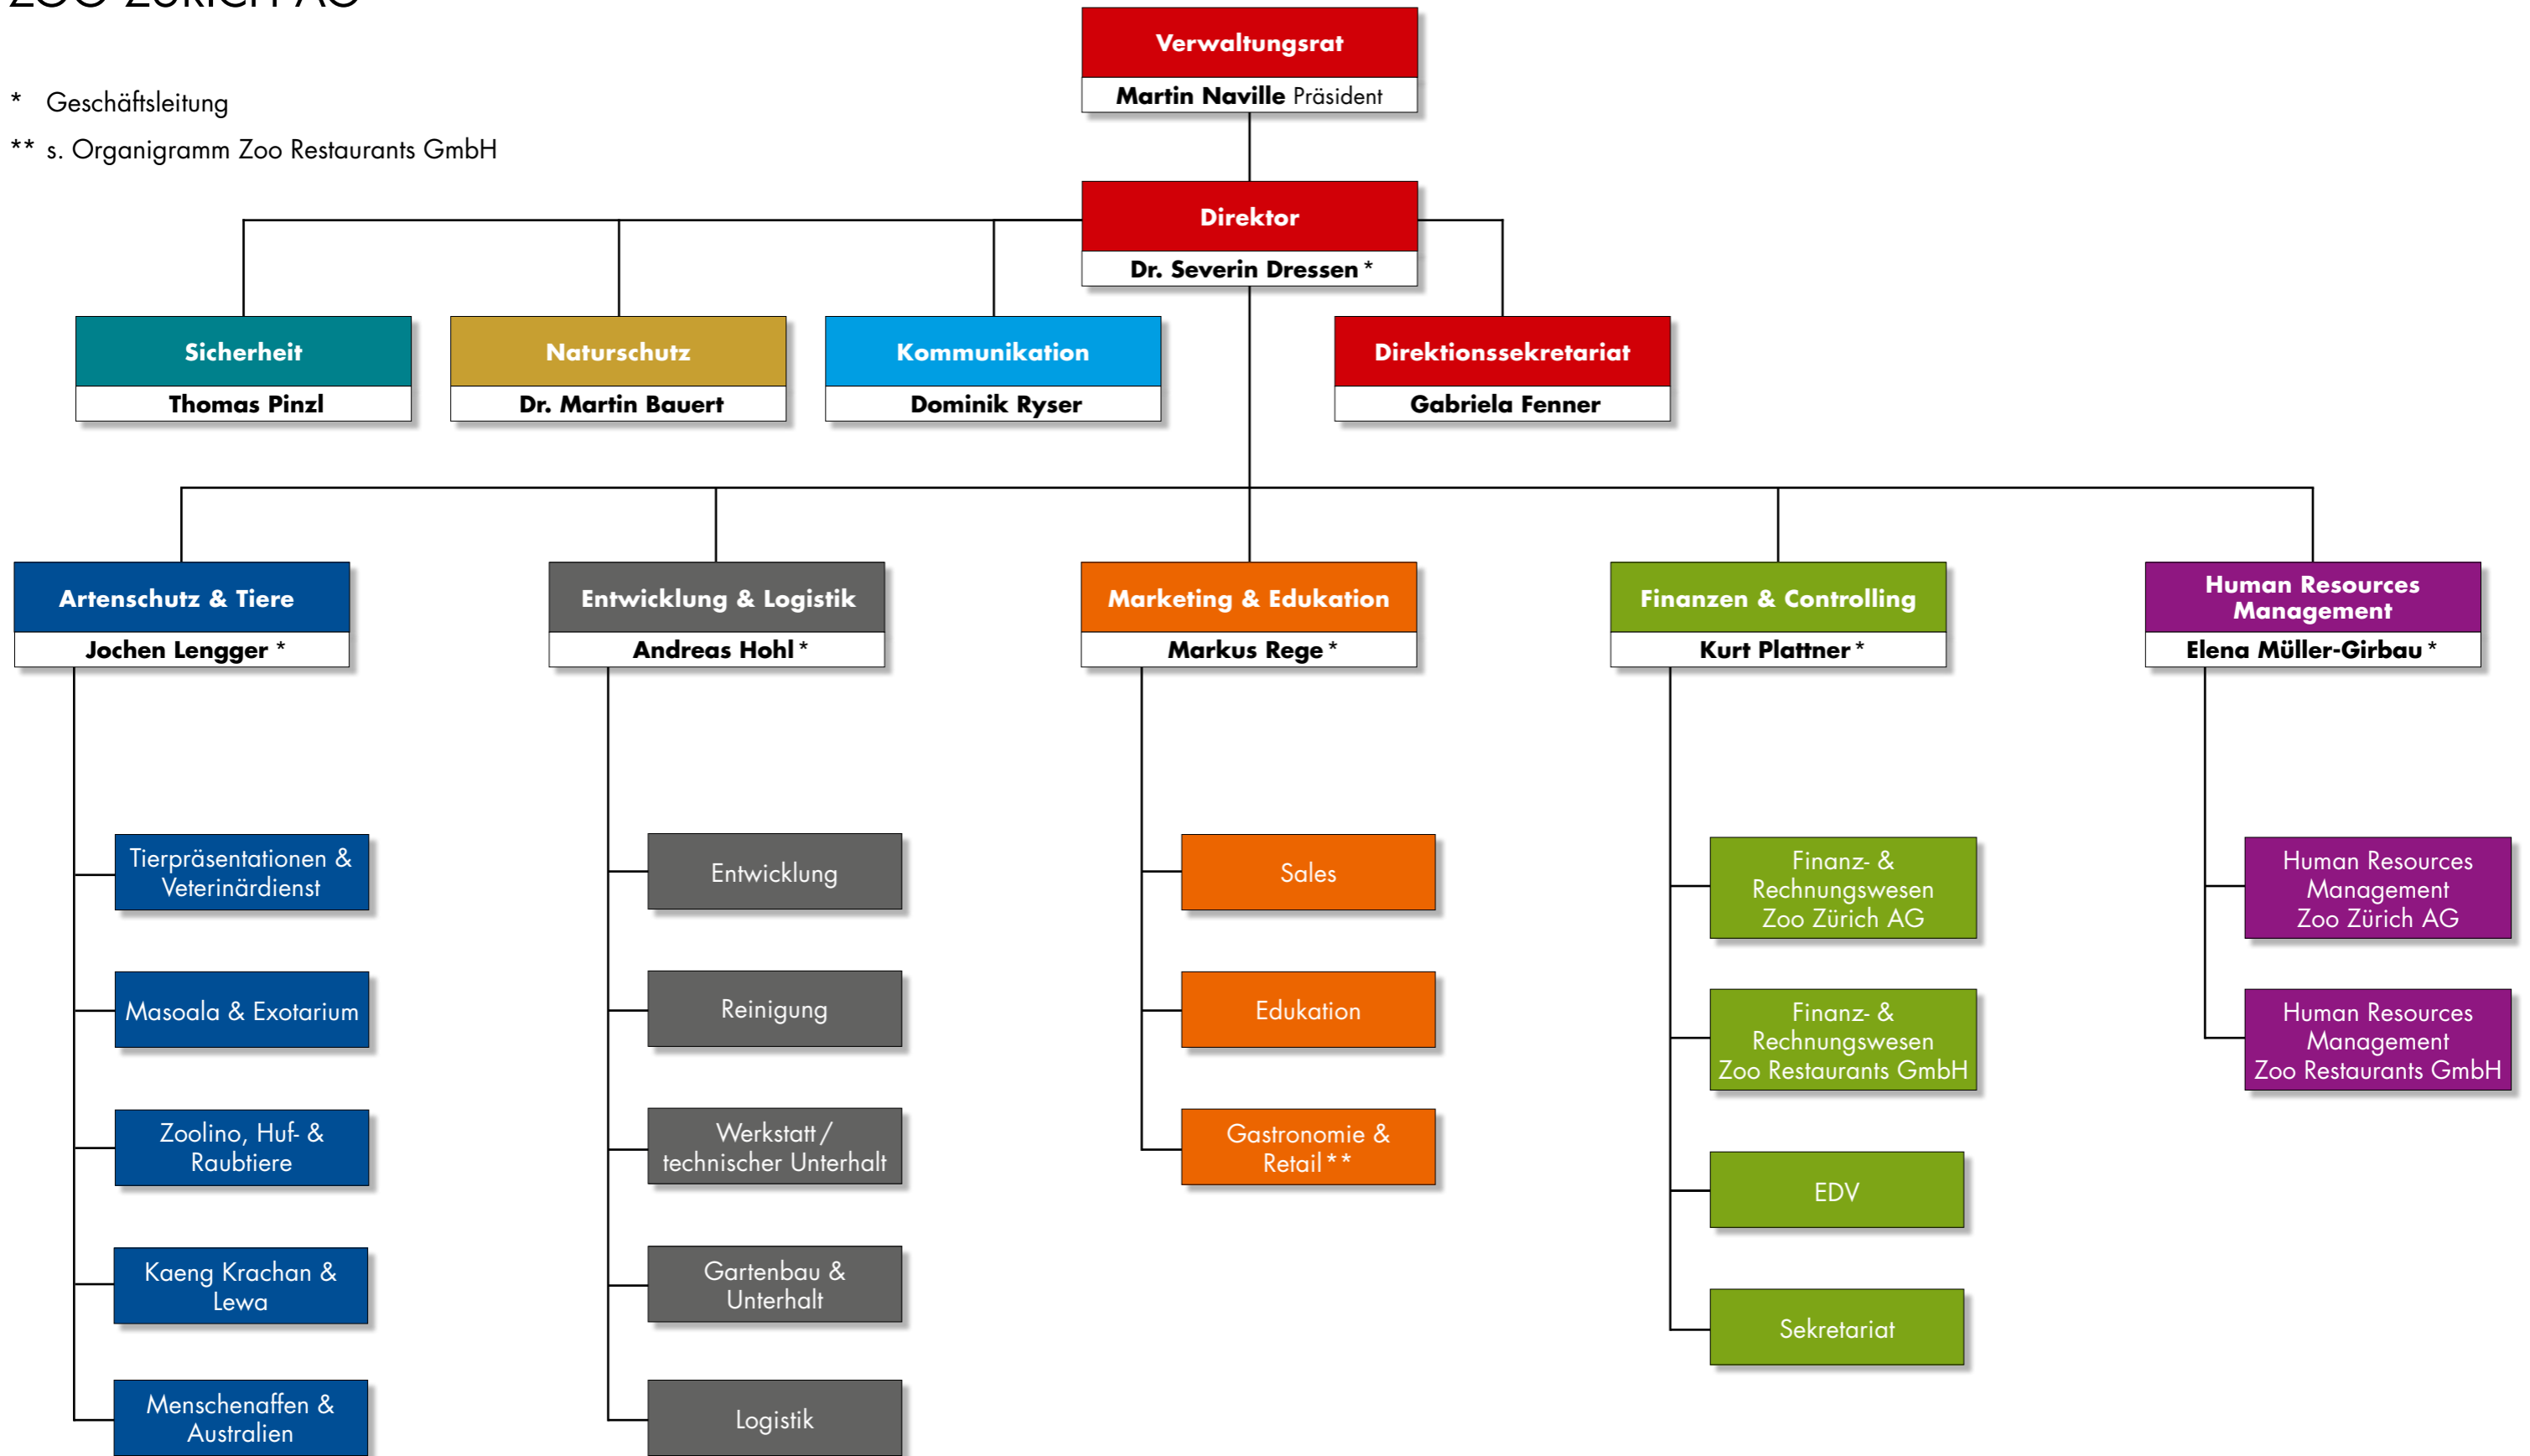 ZOO ZÜRICH AG
* Geschäftsleitung
** s. Organigramm Zoo Restaurants GmbH
Verwaltungsrat
Martin Naville Präsident
Direktor
Dr. Severin Dressen *
Sicherheit
Thomas Pinzl
Naturschutz
Dr. Martin Bauert
Kommunikation
Dominik Ryser
Direktionssekretariat
Gabriela Fenner
Artenschutz & Tiere
Jochen Lengger *
Entwicklung & Logistik
Andreas Hohl *
Marketing & Edukation
Markus Rege *
Finanzen & Controlling
Kurt Plattner *
Human Resources
Management
Elena Müller-Girbau *
Tierpräsentationen &
Veterinärdienst
Masoala & Exotarium
Zoolino, Huf- &
Raubtiere
Kaeng Krachan &
Lewa
Menschenaffen &
Australien
Entwicklung
Reinigung
Werkstatt /
technischer Unterhalt
Gartenbau &
Unterhalt
Logistik
Sales
Edukation
Gastronomie &
Retail **
Finanz- &
Rechnungswesen
Zoo Zürich AG
Finanz- &
Rechnungswesen
Zoo Restaurants GmbH
EDV
Sekretariat
Human Resources
Management
Zoo Zürich AG
Human Resources
Management
Zoo Restaurants GmbH